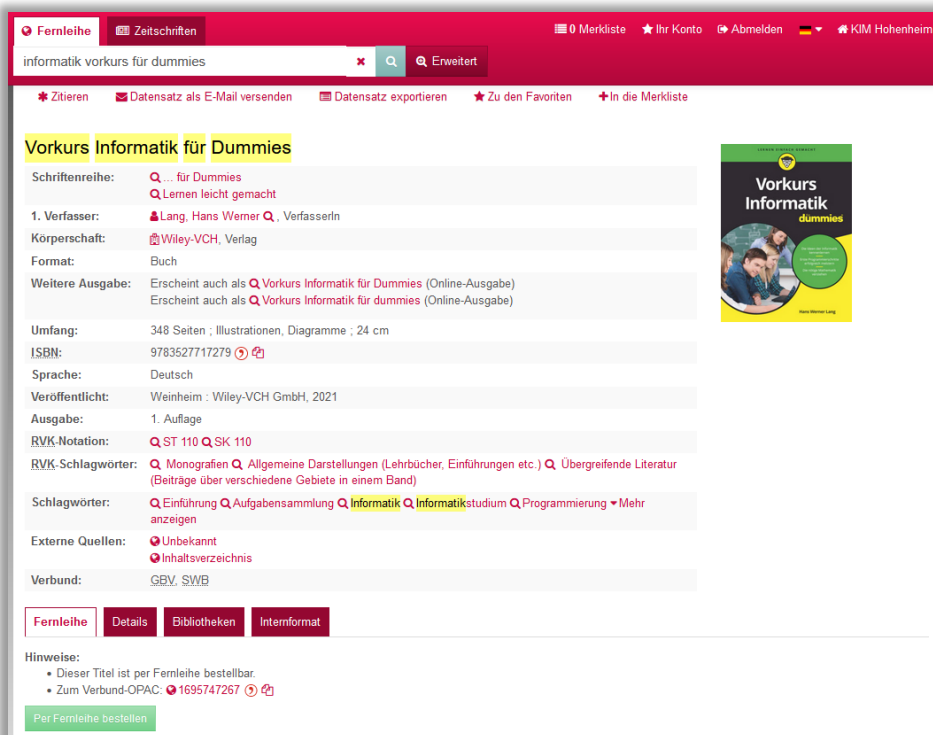 Fernleihe Zeitschriften 0 Merkliste Ihr Konto Abmelden KIM Hohenheim
informatik vorkurs für dummies Erweitert
Zitieren Datensatz als E-Mail versenden Datensatz exportieren Zu den Favoriten In die Merkliste
Vorkurs Informatik für Dummies
Schriftenreihe: ... für Dummies
Lernen leicht gemacht
1. Verfasser: Lang, Hans Werner , VerfasserIn
Körperschaft: Wiley-VCH, Verlag
Format: Buch
Weitere Ausgabe: Erscheint auch als Vorkurs Informatik für Dummies (Online-Ausgabe)
Erscheint auch als Vorkurs Informatik für dummies (Online-Ausgabe)
Umfang: 348 Seiten ; Illustrationen, Diagramme ; 24 cm
ISBN: 9783527717279
Sprache: Deutsch
Veröffentlicht: Weinheim : Wiley-VCH GmbH, 2021
Ausgabe: 1. Auflage
RVK-Notation: ST 110 SK 110
RVK-Schlagwörter: Monografien Allgemeine Darstellungen (Lehrbücher, Einführungen etc.) Übergreifende Literatur
(Beiträge über verschiedene Gebiete in einem Band)
Schlagwörter: Einführung Aufgabensammlung Informatik Informatikstudium Programmierung Mehr
anzeigen
Externe Quellen: Unbekannt
Inhaltsverzeichnis
Verbund: GBV, SWB
Vorkurs
Informatik
dummies
Hans Werner Lang
Fernleihe Details Bibliotheken Internformat
Hinweise:
• Dieser Titel ist per Fernleihe bestellbar.
• Zum Verbund-OPAC: 1695747267
Per Fernleihe bestellen